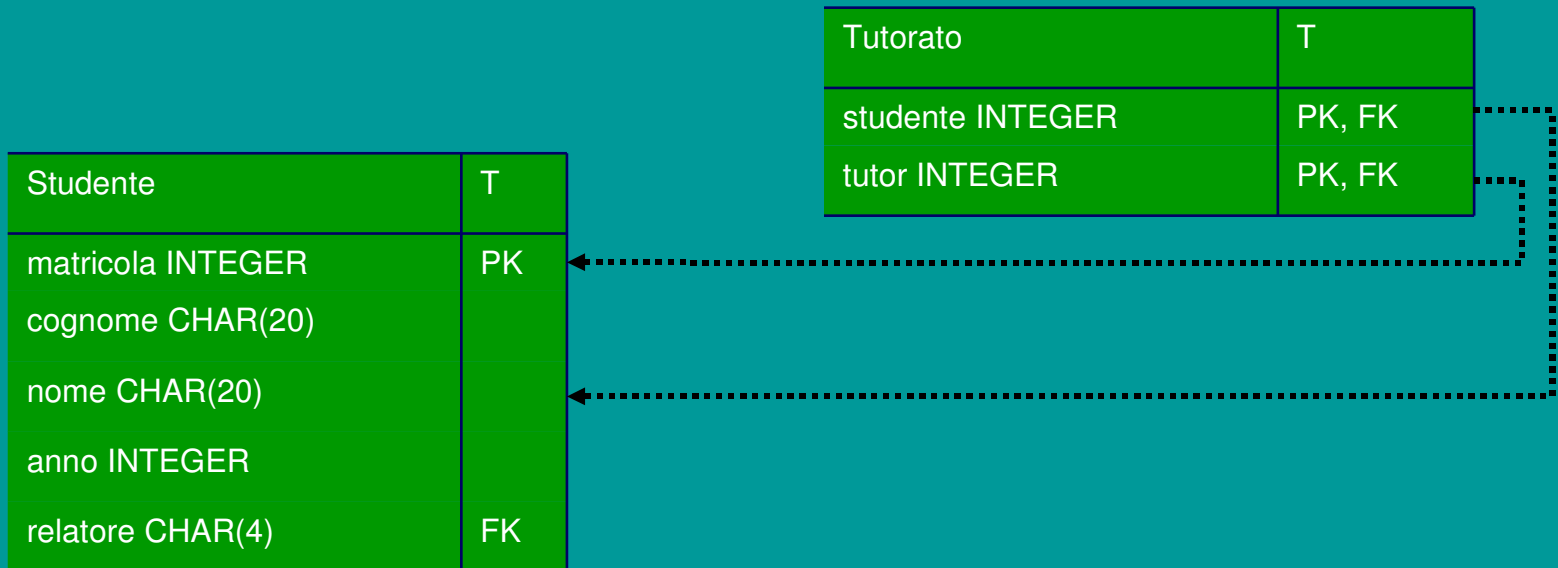 Tutorato T
studente INTEGER PK, FK
tutor INTEGER PK, FK
Studente T
matricola INTEGER PK
cognome CHAR(20)
nome CHAR(20)
anno INTEGER
relatore CHAR(4) FK